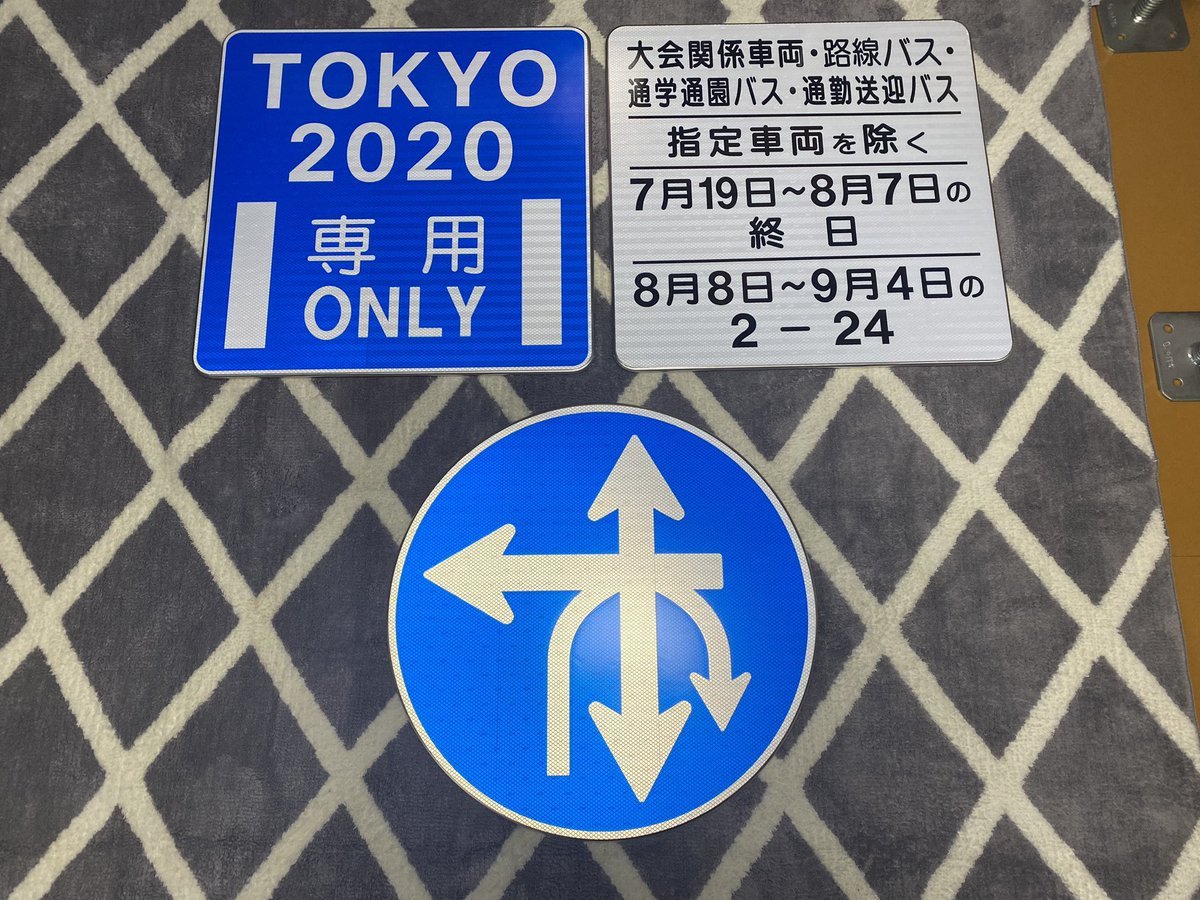 TOKYO
2020
専用
ONLY
大会関係車両・路線バス・
通学通園バス・通勤送迎バス
指定車両を除く
7月19日~8月7日の
終日
8月8日~9月4日の
2-24